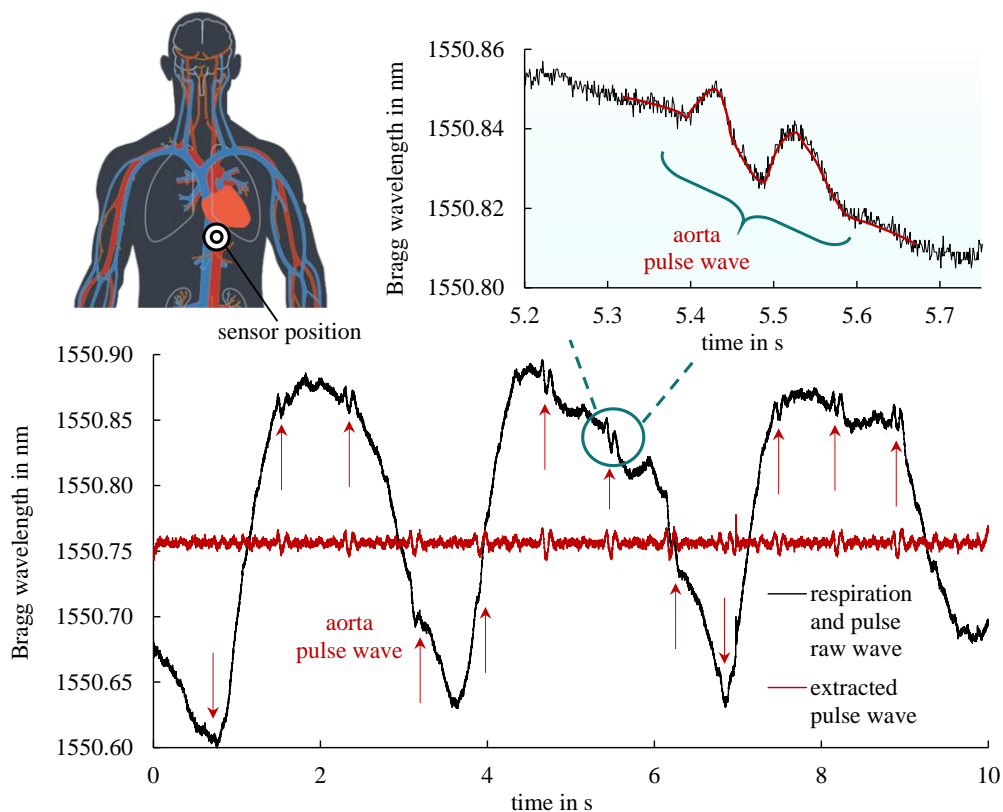 sensor position
Bragg wavelength in nm
1550.86
1550.84
1550.82
1550.80
aorta
pulse wave
5.2 5.3 5.4 5.5 5.6 5.7
time in s
Bragg wavelength in nm
1550.90
1550.85
1550.80
1550.75
1550.70
1550.65
1550.60
aorta
pulse wave
respiration
and pulse
raw wave
extracted
pulse wave
0 2 4 6 8 10
time in s